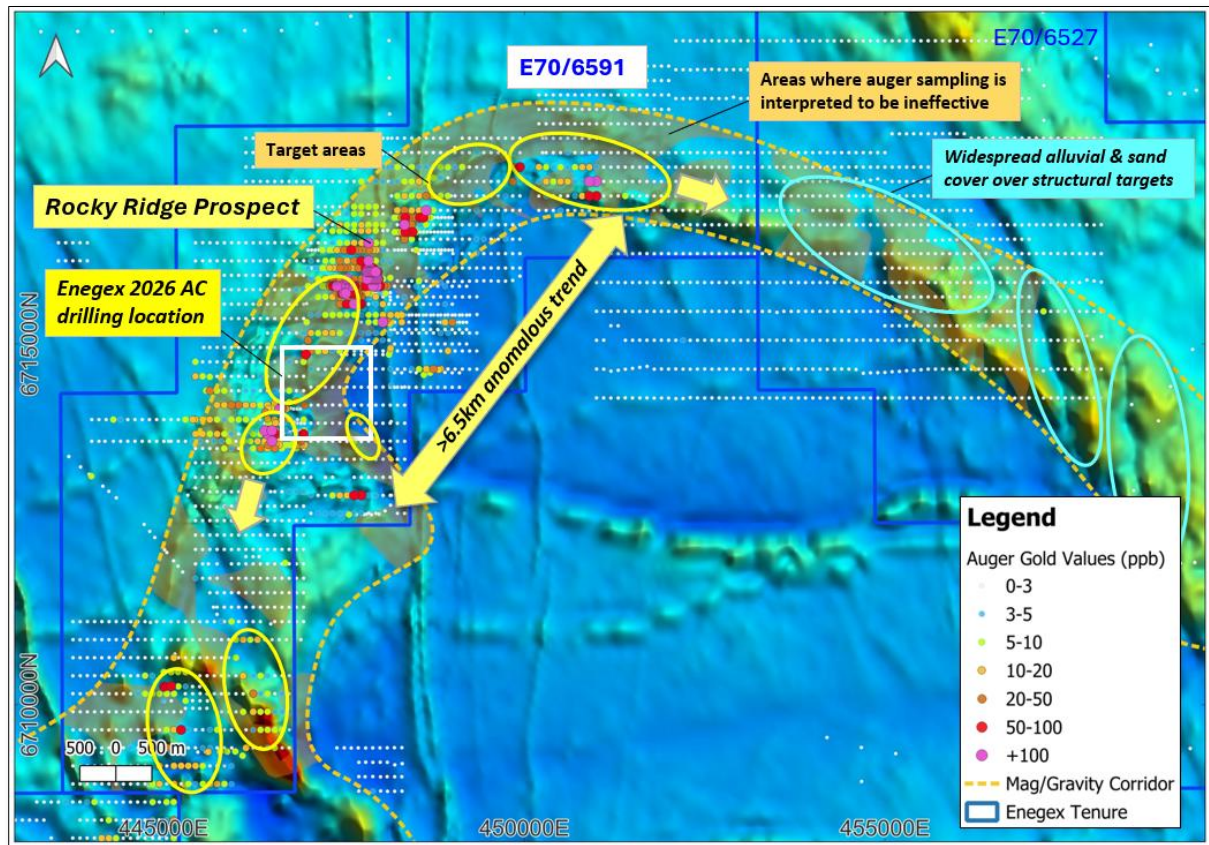 E70/6527
E70/6591
Areas where auger sampling is
interpreted to be ineffective
Target areas
Widespread alluvial & sand
cover over structural targets
Rocky Ridge Prospect
Enegex 2026 AC
drilling location
>6.5km anomalous trend
6715000N
6710000N
500 0 500 m
445000E
450000E
455000E
Legend
Auger Gold Values (ppb)
0-3
3-5
5-10
10-20
20-50
50-100
+100
Mag/Gravity Corridor
Enegex Tenure